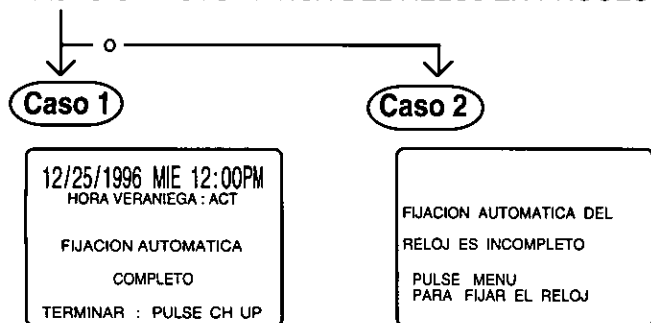 o
Caso 1
Caso 2
12/25/1996 MIE 12:00PM
HORA VERANIEGA : ACT
FIJACION AUTOMATICA
COMPLETO
TERMINAR : PULSE CH UP
FIJACION AUTOMATICA DEL
RELOJ ES INCOMPLETO
PULSE MENU
PARA FIJAR EL RELOJ